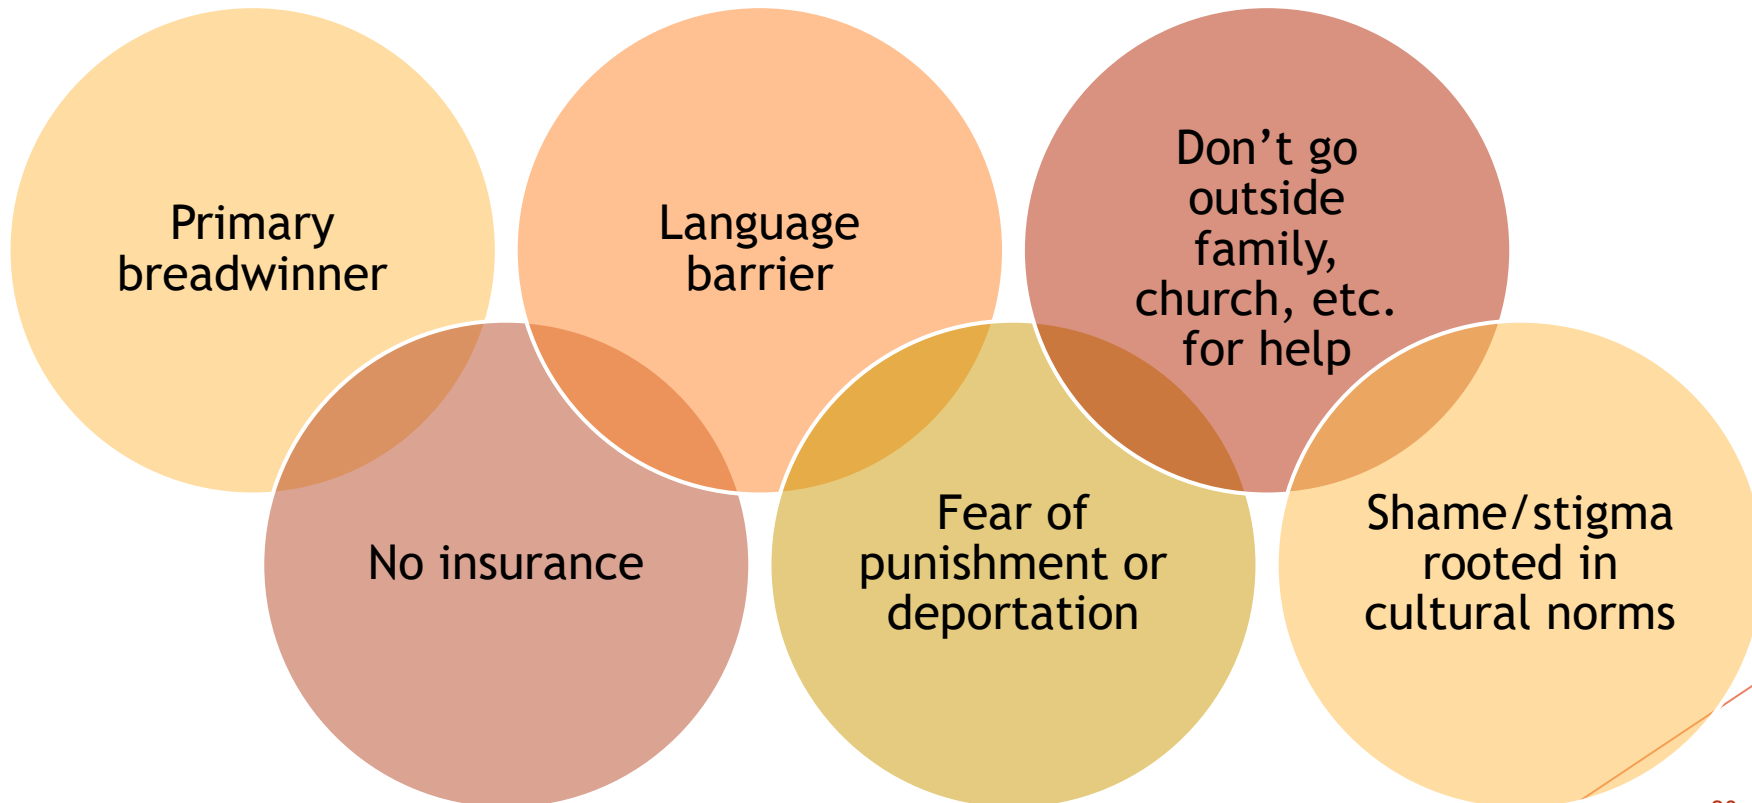 Primary
breadwinner
Language
barrier
Don’t go
outside
family,
church, etc.
for help
No insurance
Fear of
punishment or
deportation
Shame/stigma
rooted in
cultural norms